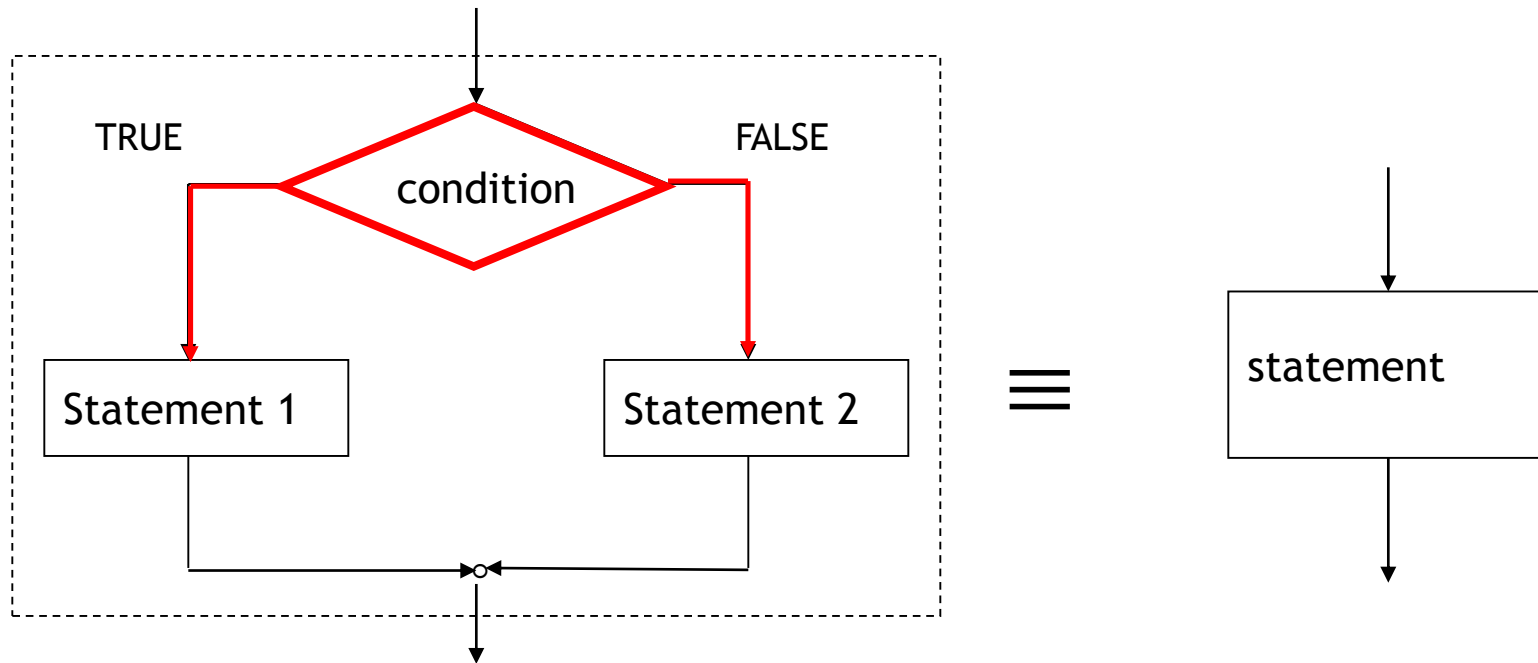 TRUE
FALSE
condition
Statement 1
Statement 2
≡
statement